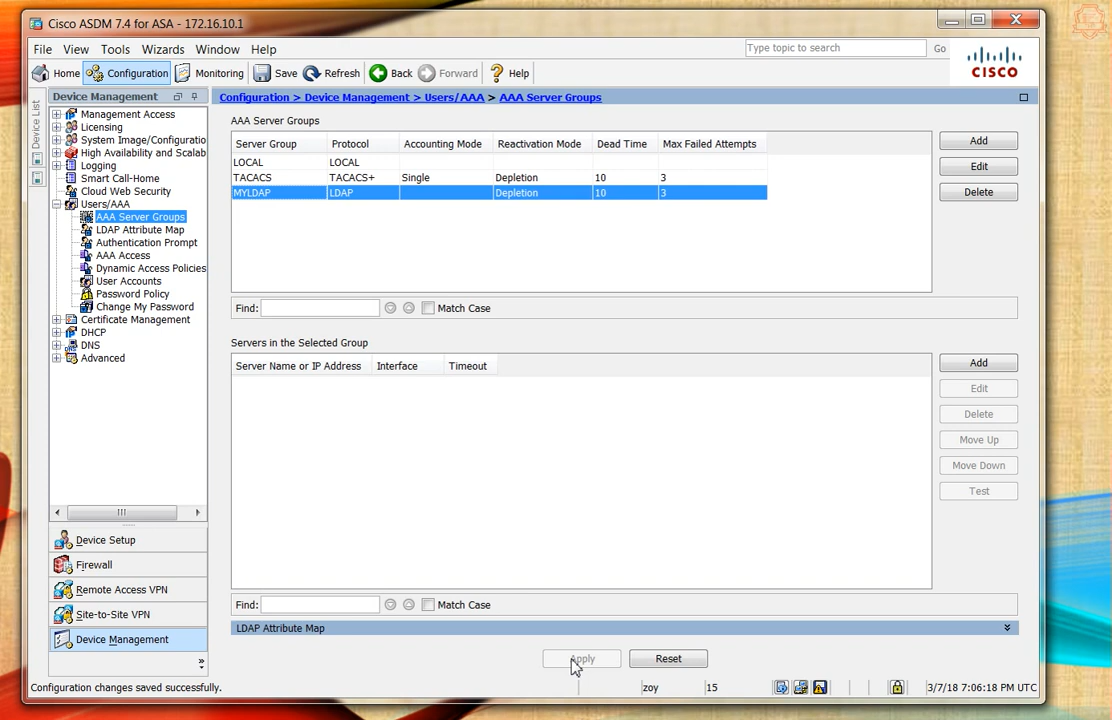 Cisco ASDM 7.4 for ASA - 172.16.10.1
File View Tools Wizards Window Help
Type topic to search Go
Home Configuration Monitoring Save Refresh Back Forward Help
CISCO
Device List
Device Management
Management Access
Licensing
System Image/Configuratio
High Availability and Scalab
Logging
Smart Call-Home
Cloud Web Security
Users/AAA
AAA Server Groups
LDAP Attribute Map
Authentication Prompt
AAA Access
Dynamic Access Policies
User Accounts
Password Policy
Change My Password
Certificate Management
DHCP
DNS
Advanced
Device Setup
Firewall
Remote Access VPN
Site-to-Site VPN
Device Management
Configuration > Device Management > Users/AAA > AAA Server Groups
AAA Server Groups
Server Group Protocol Accounting Mode Reactivation Mode Dead Time Max Failed Attempts
LOCAL LOCAL
TACACS TACACS+ Single Depletion 10 3
MYLDAP LDAP Depletion 10 3
Add
Edit
Delete
Find: Match Case
Servers in the Selected Group
Server Name or IP Address Interface Timeout
Add
Edit
Delete
Move Up
Move Down
Test
Find: Match Case
LDAP Attribute Map
Apply Reset
Configuration changes saved successfully. zoy 15 3/7/18 7:06:18 PM UTC